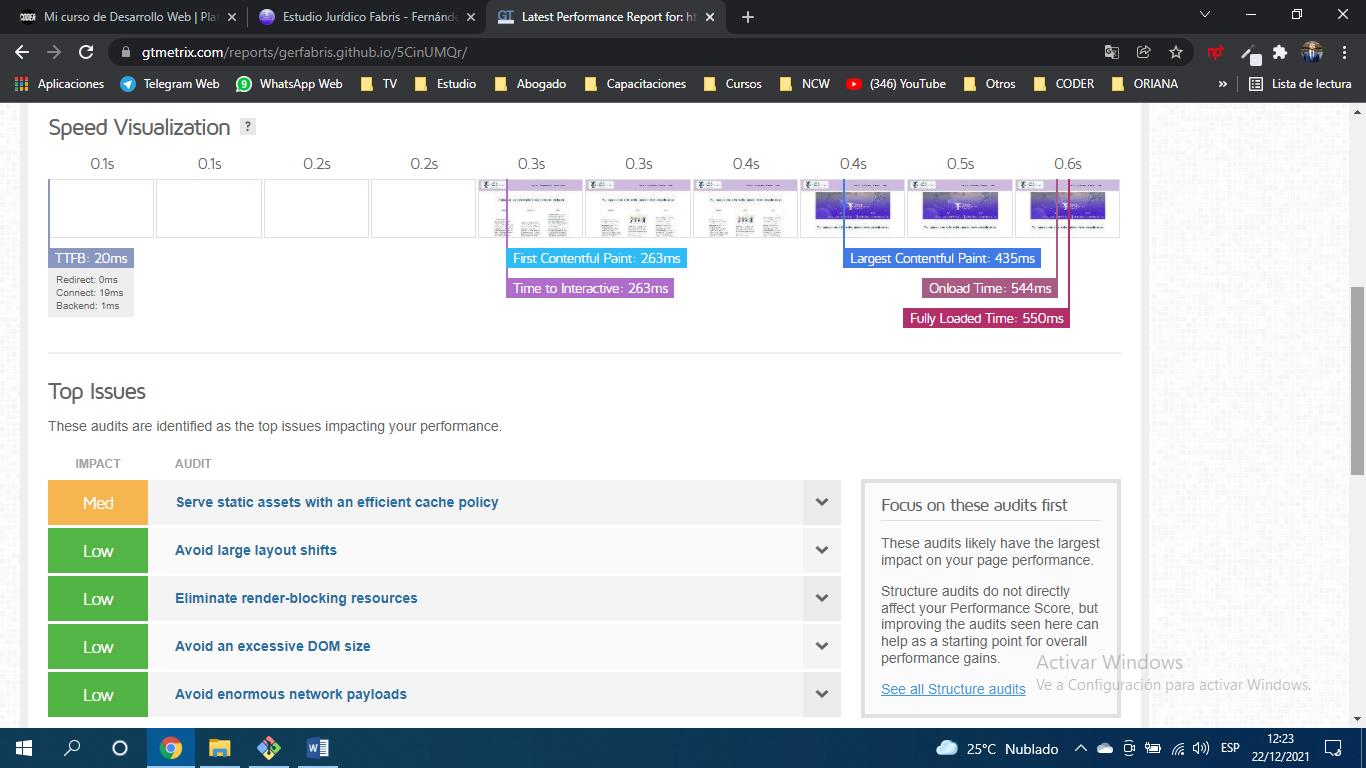 CODER Mi curso de Desarrollo Web | Plat
Estudio Jurídico Fabris - Fernánde
GT Latest Performance Report for: ht
gtmetrix.com/reports/gerfabris.github.io/5CinUMQr/
Aplicaciones Telegram Web 9 WhatsApp Web TV Estudio Abogado Capacitaciones Cursos NCW (346) YouTube Otros CODER ORIANA » Lista de lectura
Speed Visualization ?
0.1s 0.1s 0.2s 0.2s 0.3s 0.3s 0.4s 0.4s 0.5s 0.6s
TTFB: 20ms
Redirect: 0ms
Connect: 19ms
Backend: 1ms
First Contentful Paint: 263ms
Time to Interactive: 263ms
Largest Contentful Paint: 435ms
Onload Time: 544ms
Fully Loaded Time: 550ms
Top Issues
These audits are identified as the top issues impacting your performance.
IMPACT AUDIT
Med Serve static assets with an efficient cache policy
Low Avoid large layout shifts
Low Eliminate render-blocking resources
Low Avoid an excessive DOM size
Low Avoid enormous network payloads
Focus on these audits first
These audits likely have the largest
impact on your page performance.
Structure audits do not directly
affect your Performance Score, but
improving the audits seen here can
help as a starting point for overall
performance gains.
See all Structure audits
Activar Windows
Ve a Configuración para activar Windows.
25°C Nublado
ESP
12:23
22/12/2021